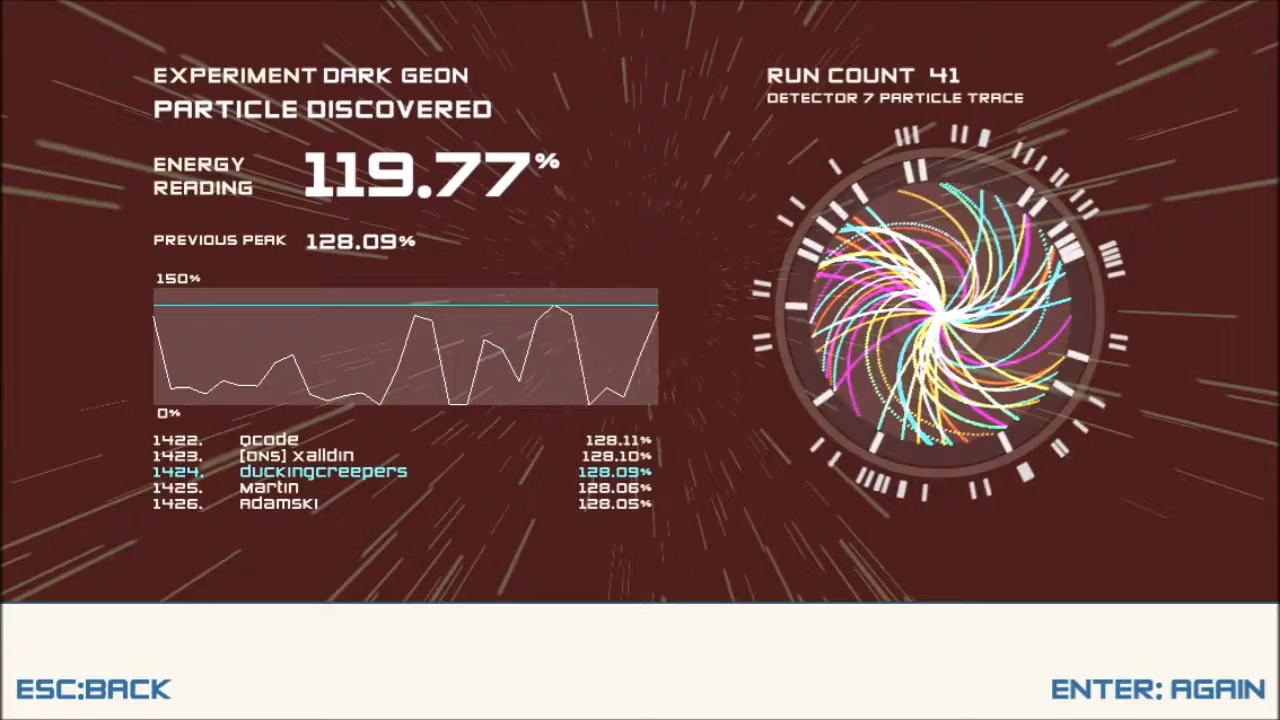 EXPERIMENT DARK GEON
PARTICLE DISCOVERED
ENERGY
READING
119.77%
PREVIOUS PEAK 128.09%
150%
0%
1422. qcode 128.11%
1423. [DNS] xalldin 128.10%
1424. duckingcreepers 128.09%
1425. Martin 128.06%
1426. Adamski 128.05%
RUN COUNT 41
DETECTOR 7 PARTICLE TRACE
ESC:BACK
ENTER: AGAIN